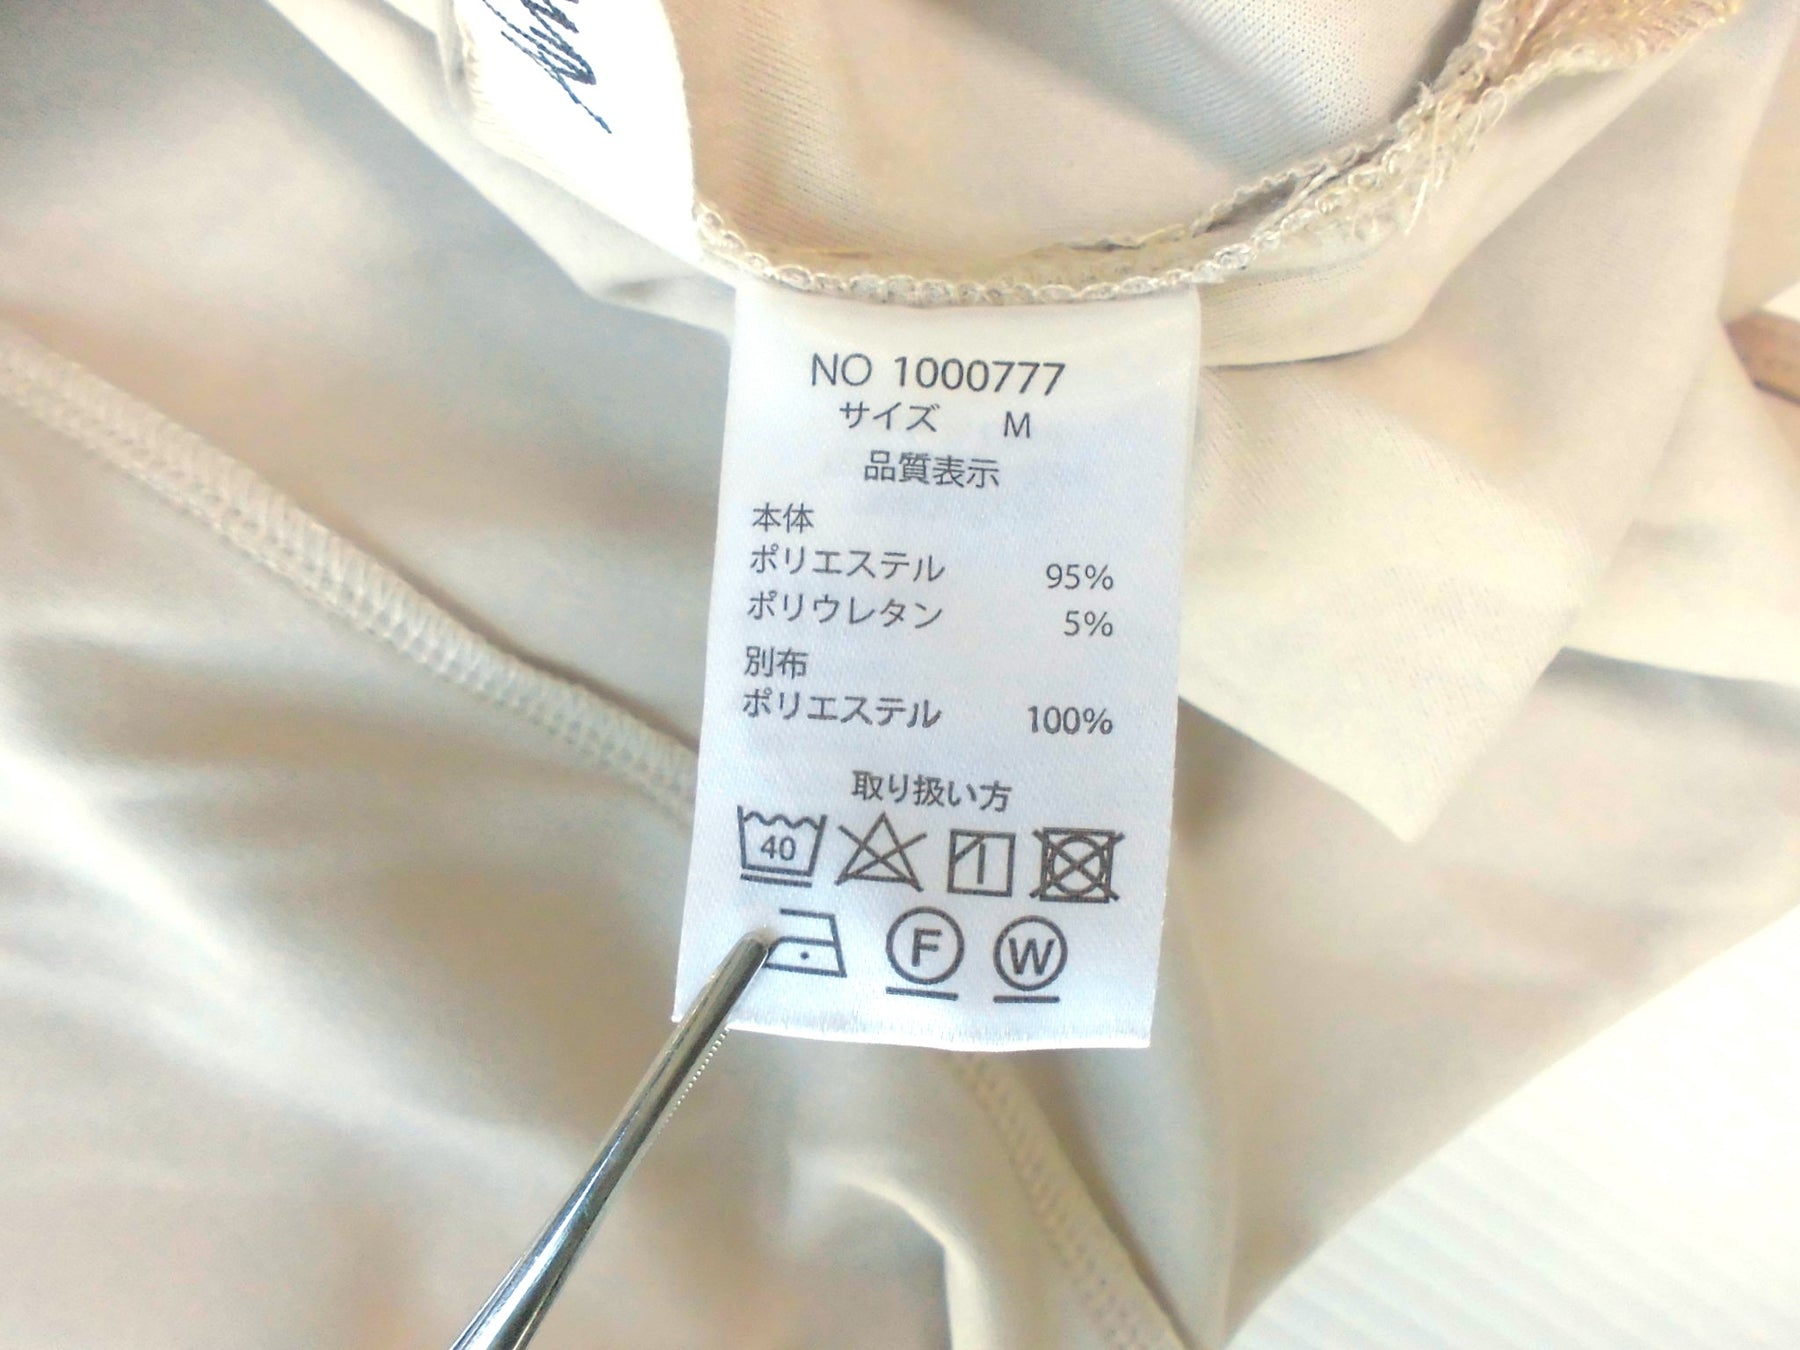 NO 1000777
サイズ M
品質表示
本体
ポリエステル 95%
ポリウレタン 5%
別布
ポリエステル 100%
取り扱い方
40
F W